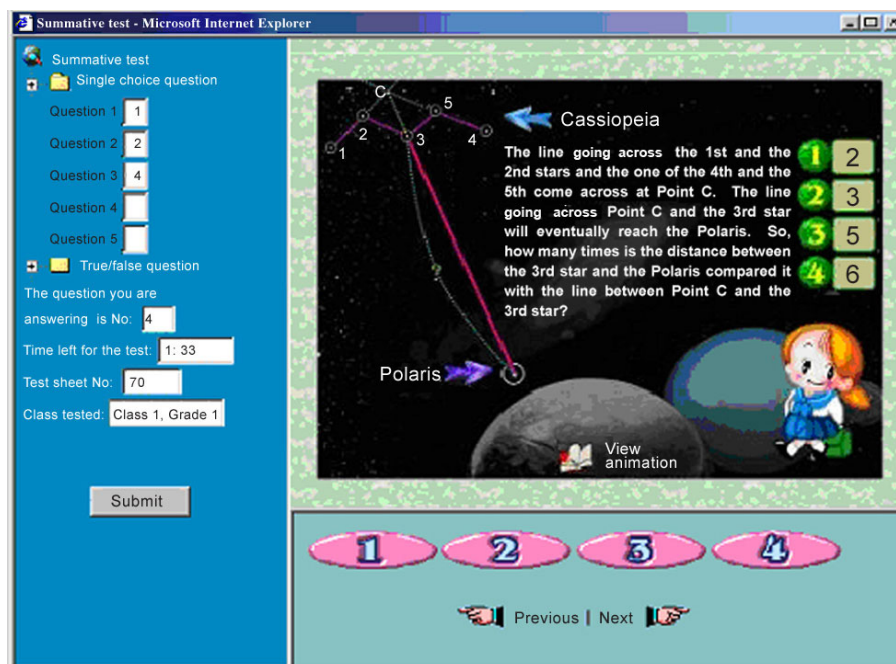 Summative test - Microsoft Internet Explorer
Summative test
Single choice question
Question 1 1
Question 2 2
Question 3 4
Question 4
Question 5
True/false question
The question you are
answering is No: 4
Time left for the test: 1: 33
Test sheet No: 70
Class tested: Class 1, Grade 1
Submit
C
5
2
1
3
4
Cassiopeia
The line going across the 1st and the
2nd stars and the one of the 4th and the
5th come across at Point C. The line
going across Point C and the 3rd star
will eventually reach the Polaris. So,
how many times is the distance between
the 3rd star and the Polaris compared it
with the line between Point C and the
3rd star?
1 2
2 3
3 5
4 6
?
Polaris
View
animation
1 2 3 4
Previous | Next